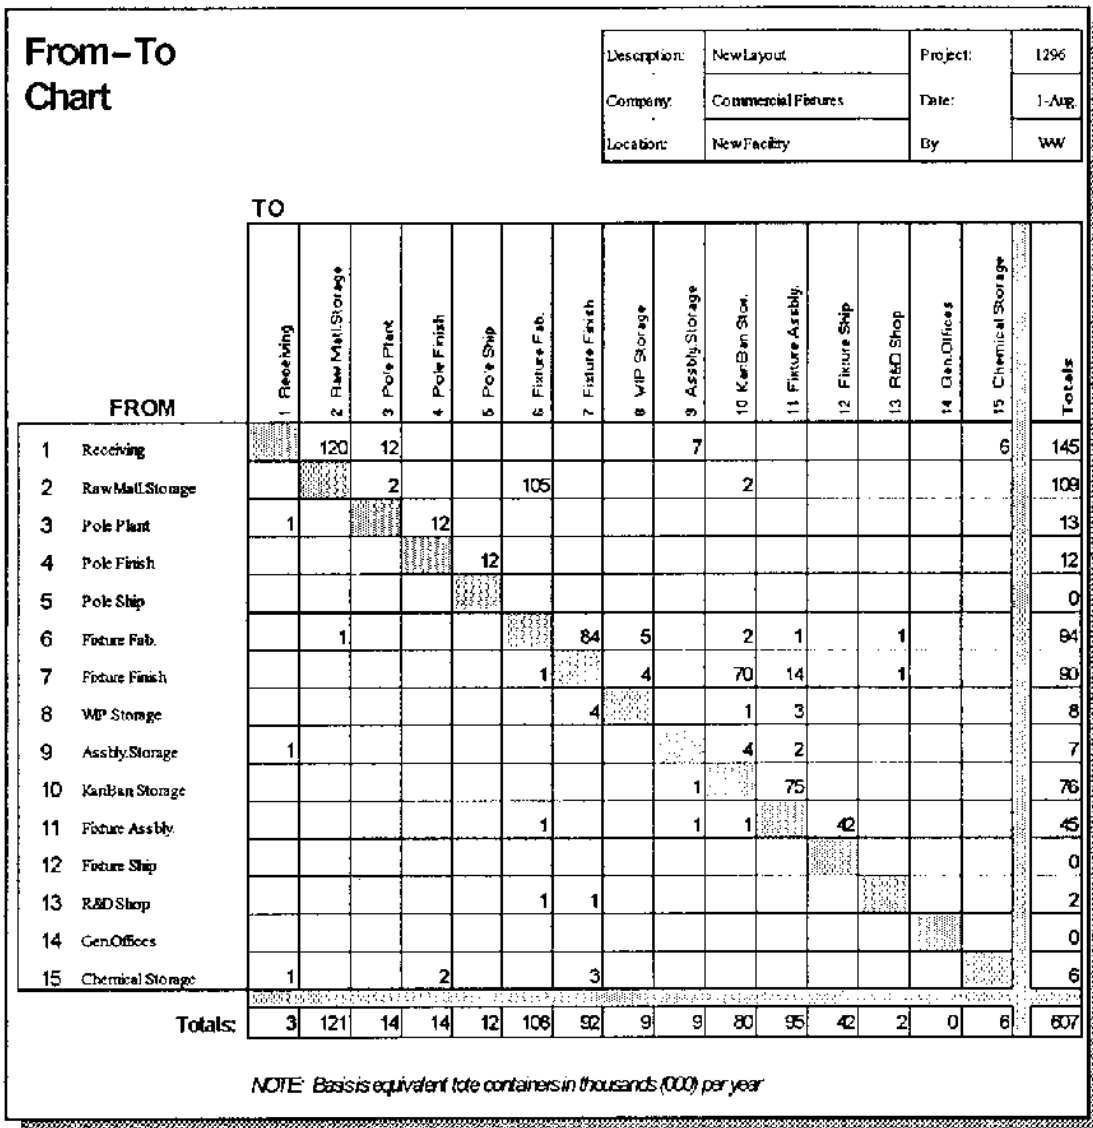 From-To
Chart
Description: New Layout Project: 1296
Company: Commercial Fixtures Date: 1-Aug
Location: New Facility By WW
TO
FROM
1 Receiving
2 Raw Matl.Storage
3 Pole Plant
4 Pole Finish
5 Pole Ship
6 Fixture Fab.
7 Fixture Finish
8 WIP Storage
9 Assbly.Storage
10 KanBan Stor.
11 Fixture Assbly.
12 Fixture Ship
13 R&D Shop
14 Gen.Offices
15 Chemical Storage
Totals
1 Receiving 120 12 7 6 145
2 Raw Matl.Storage 2 105 2 109
3 Pole Plant 1 12 13
4 Pole Finish 12 12
5 Pole Ship 0
6 Fixture Fab. 1 84 5 2 1 1 94
7 Fixture Finish 1 4 70 14 1 90
8 WIP Storage 4 1 3 8
9 Assbly.Storage 1 4 2 7
10 KanBan Storage 1 75 76
11 Fixture Assbly. 1 1 1 42 45
12 Fixture Ship 0
13 R&D Shop 1 1 2
14 Gen.Offices 0
15 Chemical Storage 1 2 3 6
Totals: 3 121 14 14 12 108 92 9 9 80 95 42 2 0 6 607
NOTE: Basis is equivalent tote containers in thousands (000) per year